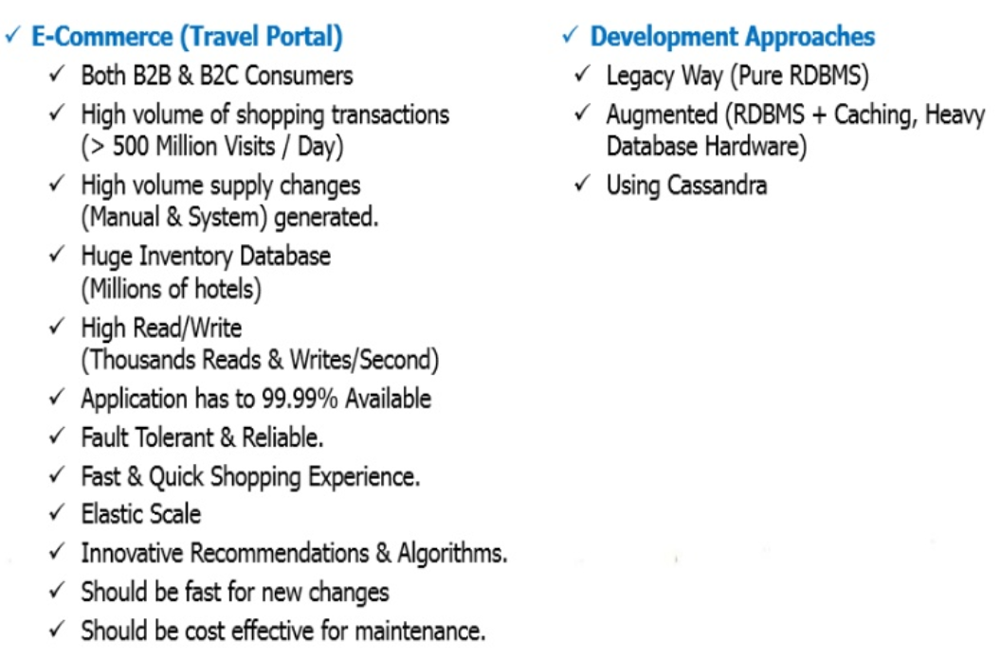 ✓ E-Commerce (Travel Portal)
✓ Both B2B & B2C Consumers
✓ High volume of shopping transactions
(> 500 Million Visits / Day)
✓ High volume supply changes
(Manual & System) generated.
✓ Huge Inventory Database
(Millions of hotels)
✓ High Read/Write
(Thousands Reads & Writes/Second)
✓ Application has to 99.99% Available
✓ Fault Tolerant & Reliable.
✓ Fast & Quick Shopping Experience.
✓ Elastic Scale
✓ Innovative Recommendations & Algorithms.
✓ Should be fast for new changes
✓ Should be cost effective for maintenance.
✓ Development Approaches
✓ Legacy Way (Pure RDBMS)
✓ Augmented (RDBMS + Caching, Heavy
Database Hardware)
✓ Using Cassandra